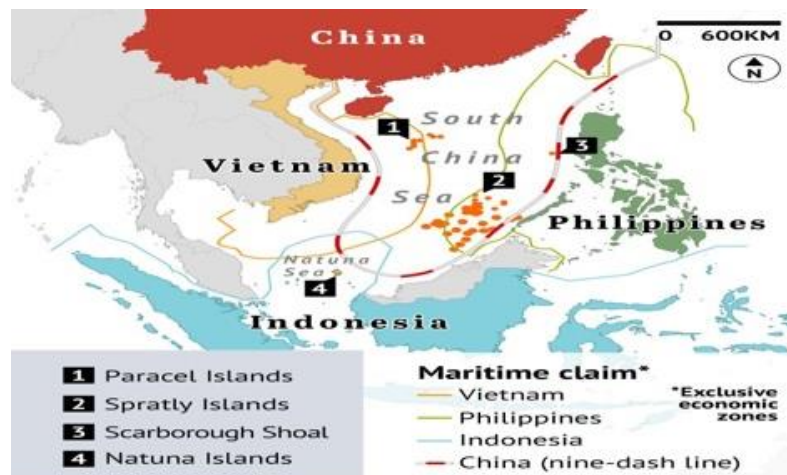 China
0 600KM
N
1
South
China
Sea
3
Vietnam
2
Philippines
Natuna
Sea
4
Indonesia
1 Paracel Islands
2 Spratly Islands
3 Scarborough Shoal
4 Natuna Islands
Maritime claim*
Vietnam
Philippines
Indonesia
China (nine-dash line)
*Exclusive
economic
zones